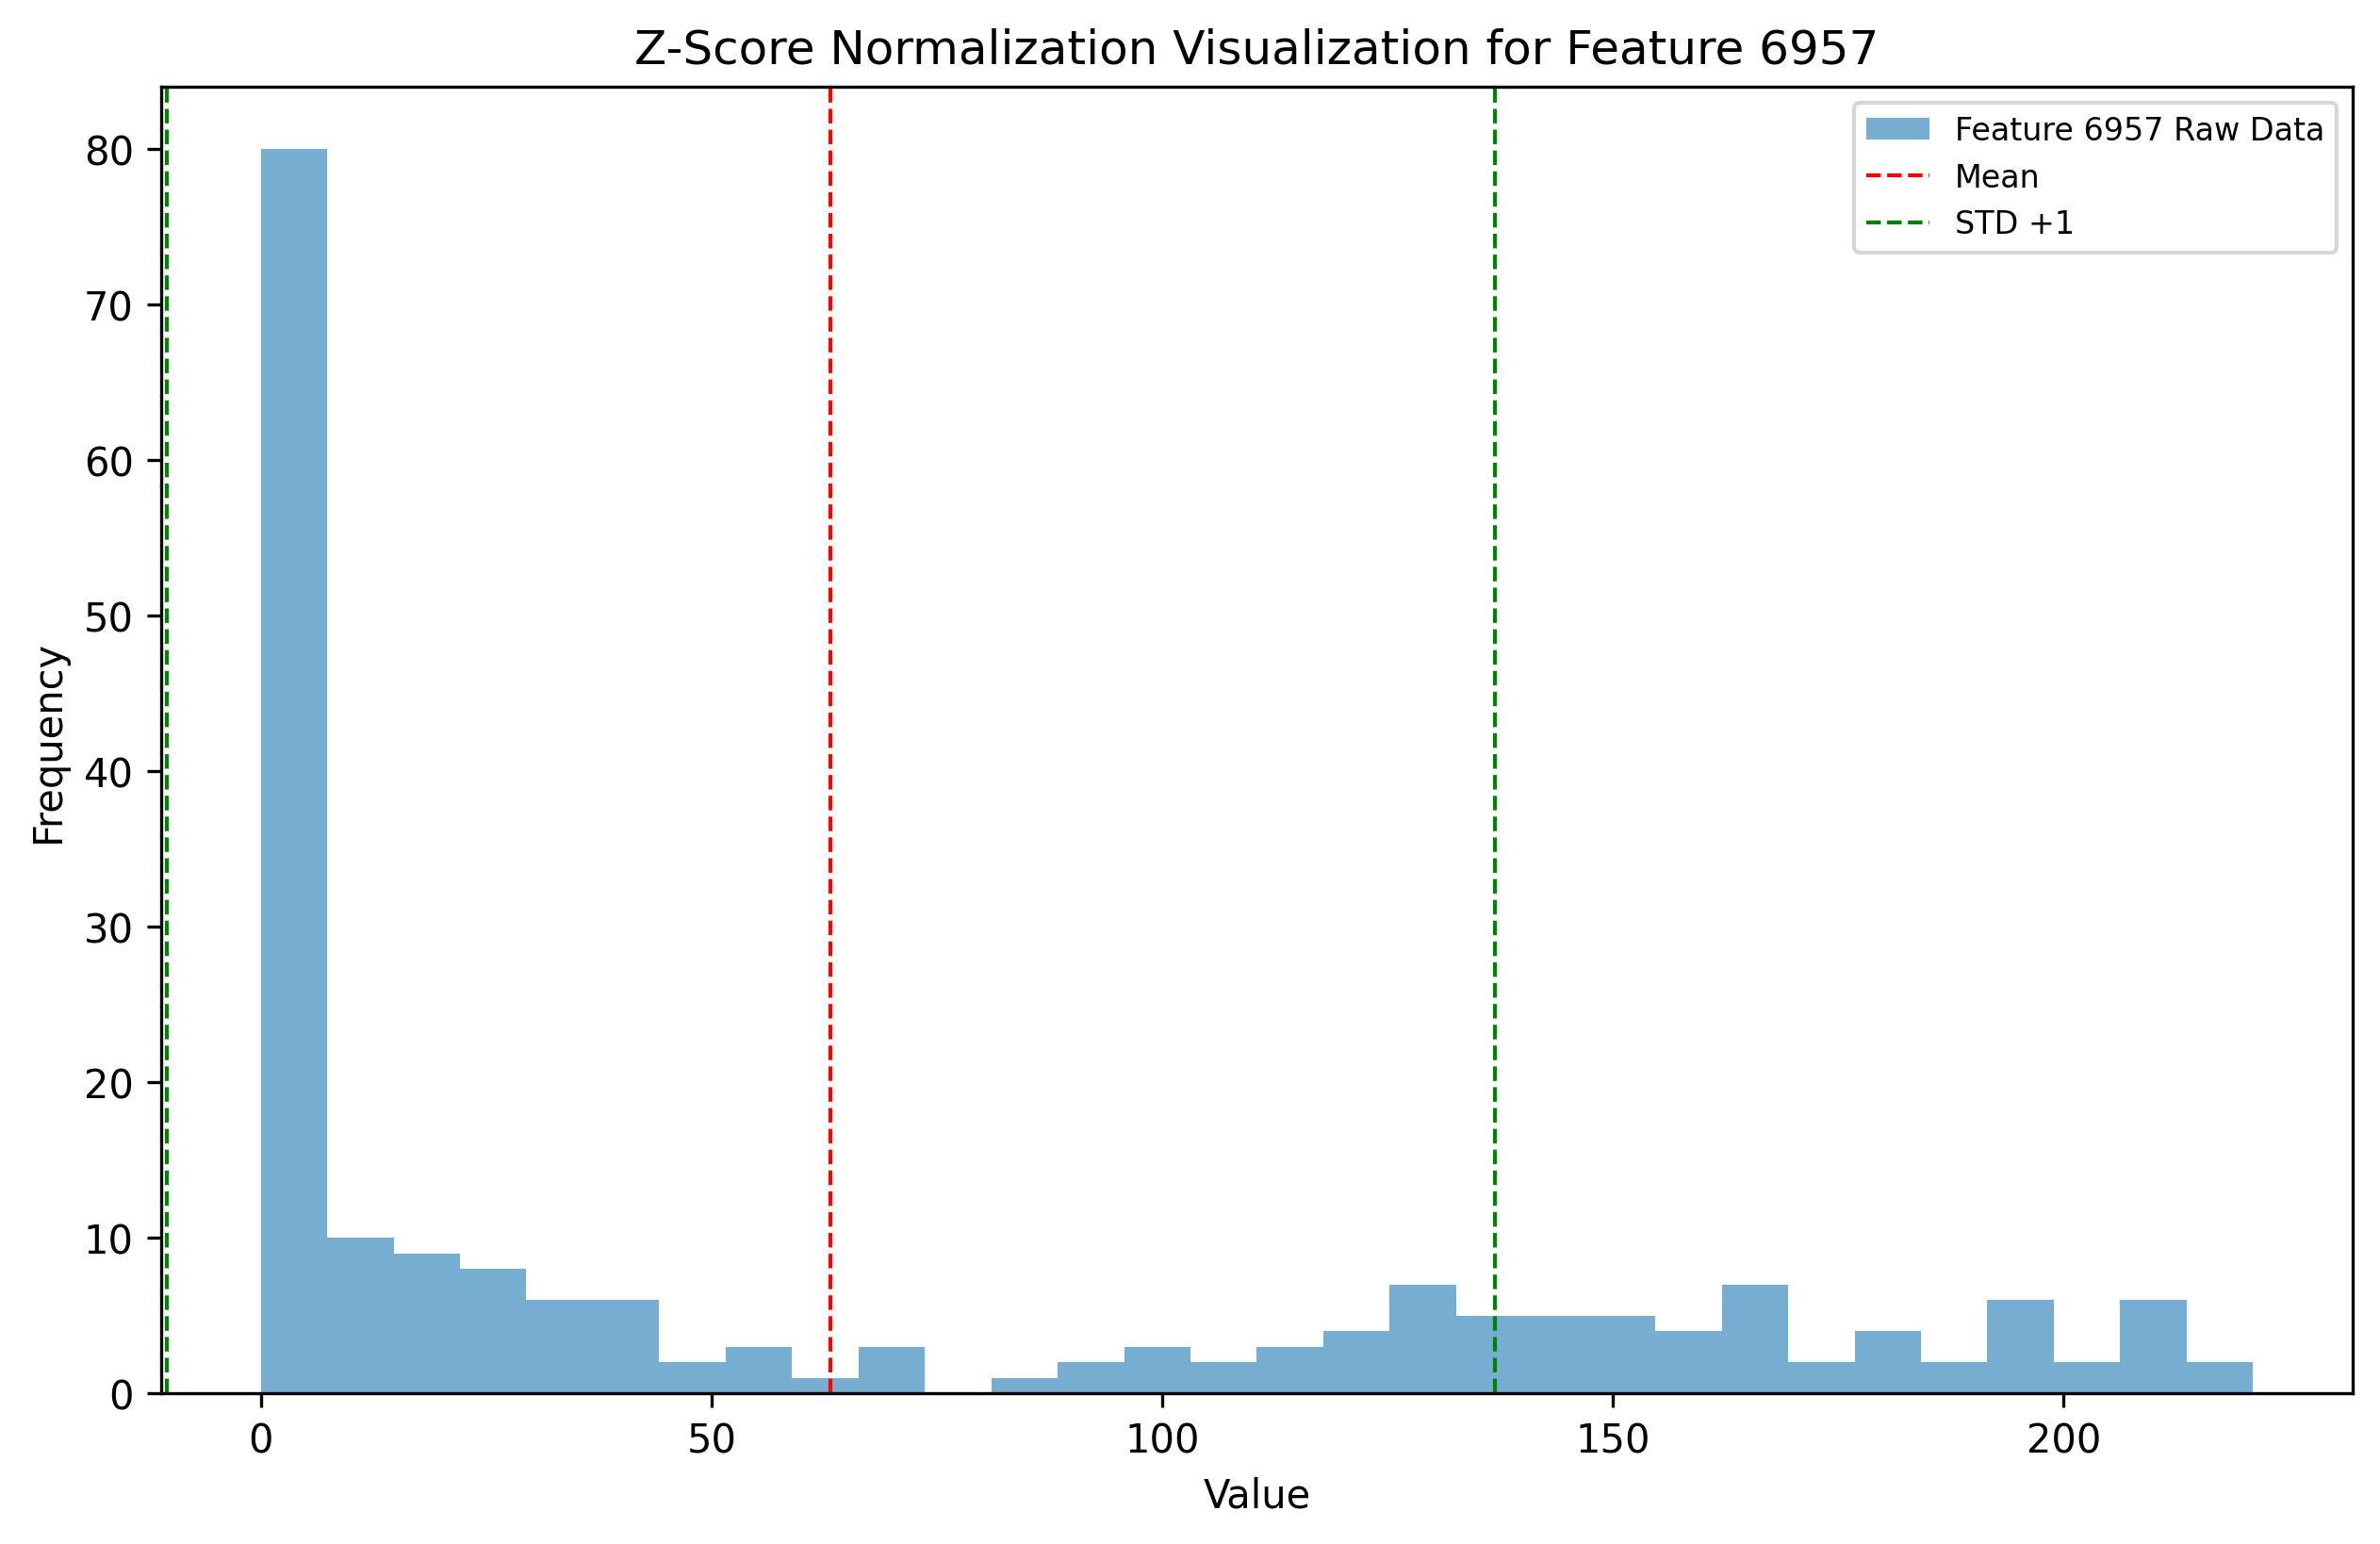 Z-Score Normalization Visualization for Feature 6957
Feature 6957 Raw Data
Mean
STD +1
80
70
60
50
40
30
20
10
0
Frequency
0 50 100 150 200
Value